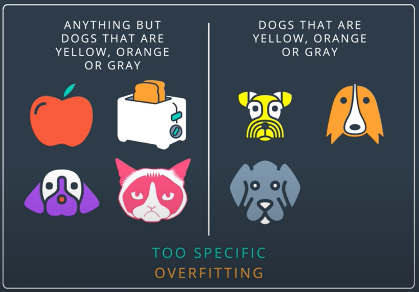 ANYTHING BUT
DOGS THAT ARE
YELLOW, ORANGE
OR GRAY
DOGS THAT ARE
YELLOW, ORANGE
OR GRAY
TOO SPECIFIC
OVERFITTING